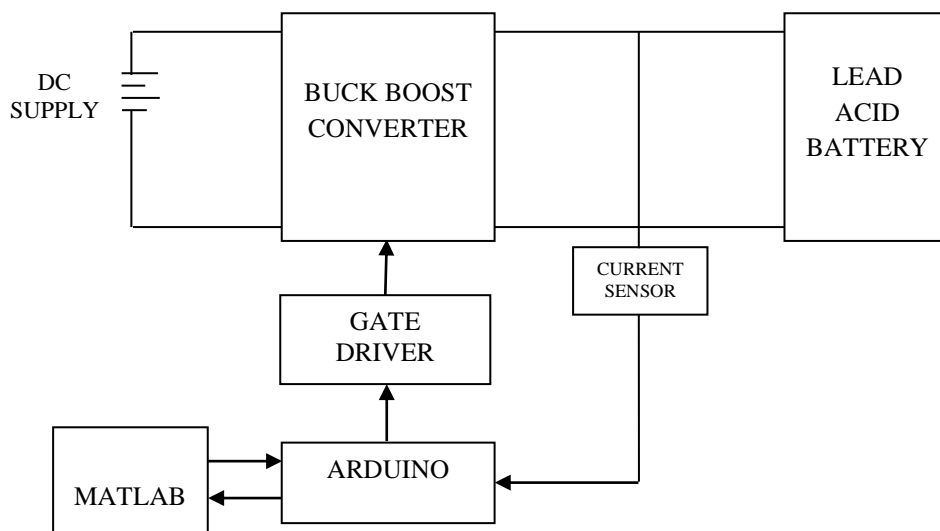 DC
SUPPLY
BUCK BOOST
CONVERTER
LEAD
ACID
BATTERY
CURRENT
SENSOR
GATE
DRIVER
MATLAB
ARDUINO